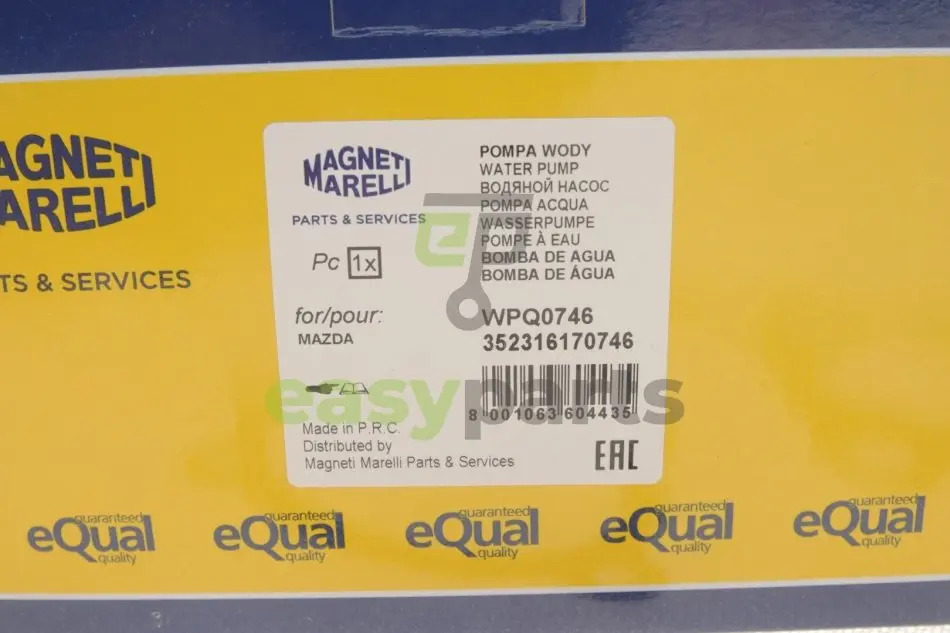 MAGNETI
MARELLI
PARTS & SERVICES
Pc 1x
for/pour:
MAZDA
Made in P.R.C.
Distributed by
Magneti Marelli Parts & Services
POMPA WODY
WATER PUMP
ВОДЯНОЙ НАСОС
POMPA ACQUA
WASSERPUMPE
POMPE À EAU
BOMBA DE AGUA
BOMBA DE ÁGUA
WPQ0746
352316170746
8 001063 604435
EAC
AGNETI
ARELLI
TS & SERVICES
ep
easyparts
guaranteed
eQual
quality
guaranteed
eQual
quality
guaranteed
eQual
quality
guaranteed
eQual
quality
guaranteed
eQual
quality